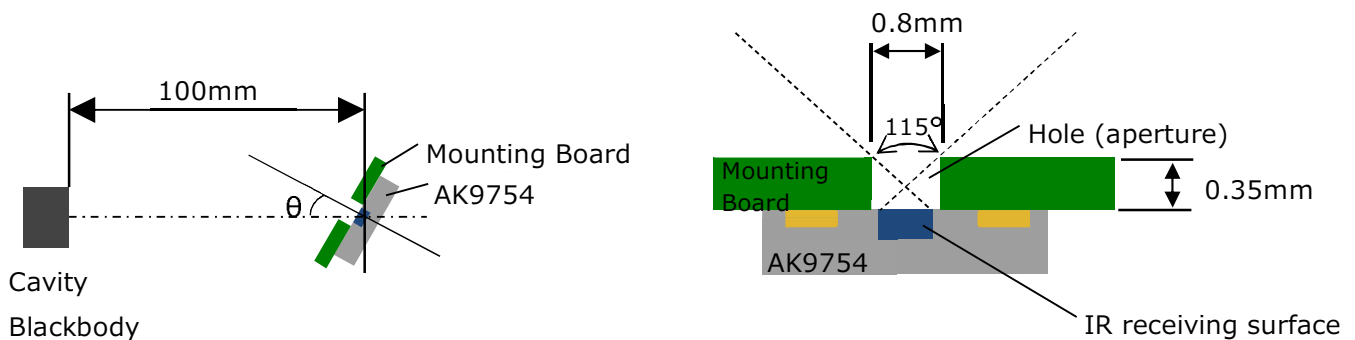 100mm
Mounting Board
AK9754
θ
Cavity
Blackbody
0.8mm
115°
Hole (aperture)
Mounting
Board
0.35mm
AK9754
IR receiving surface